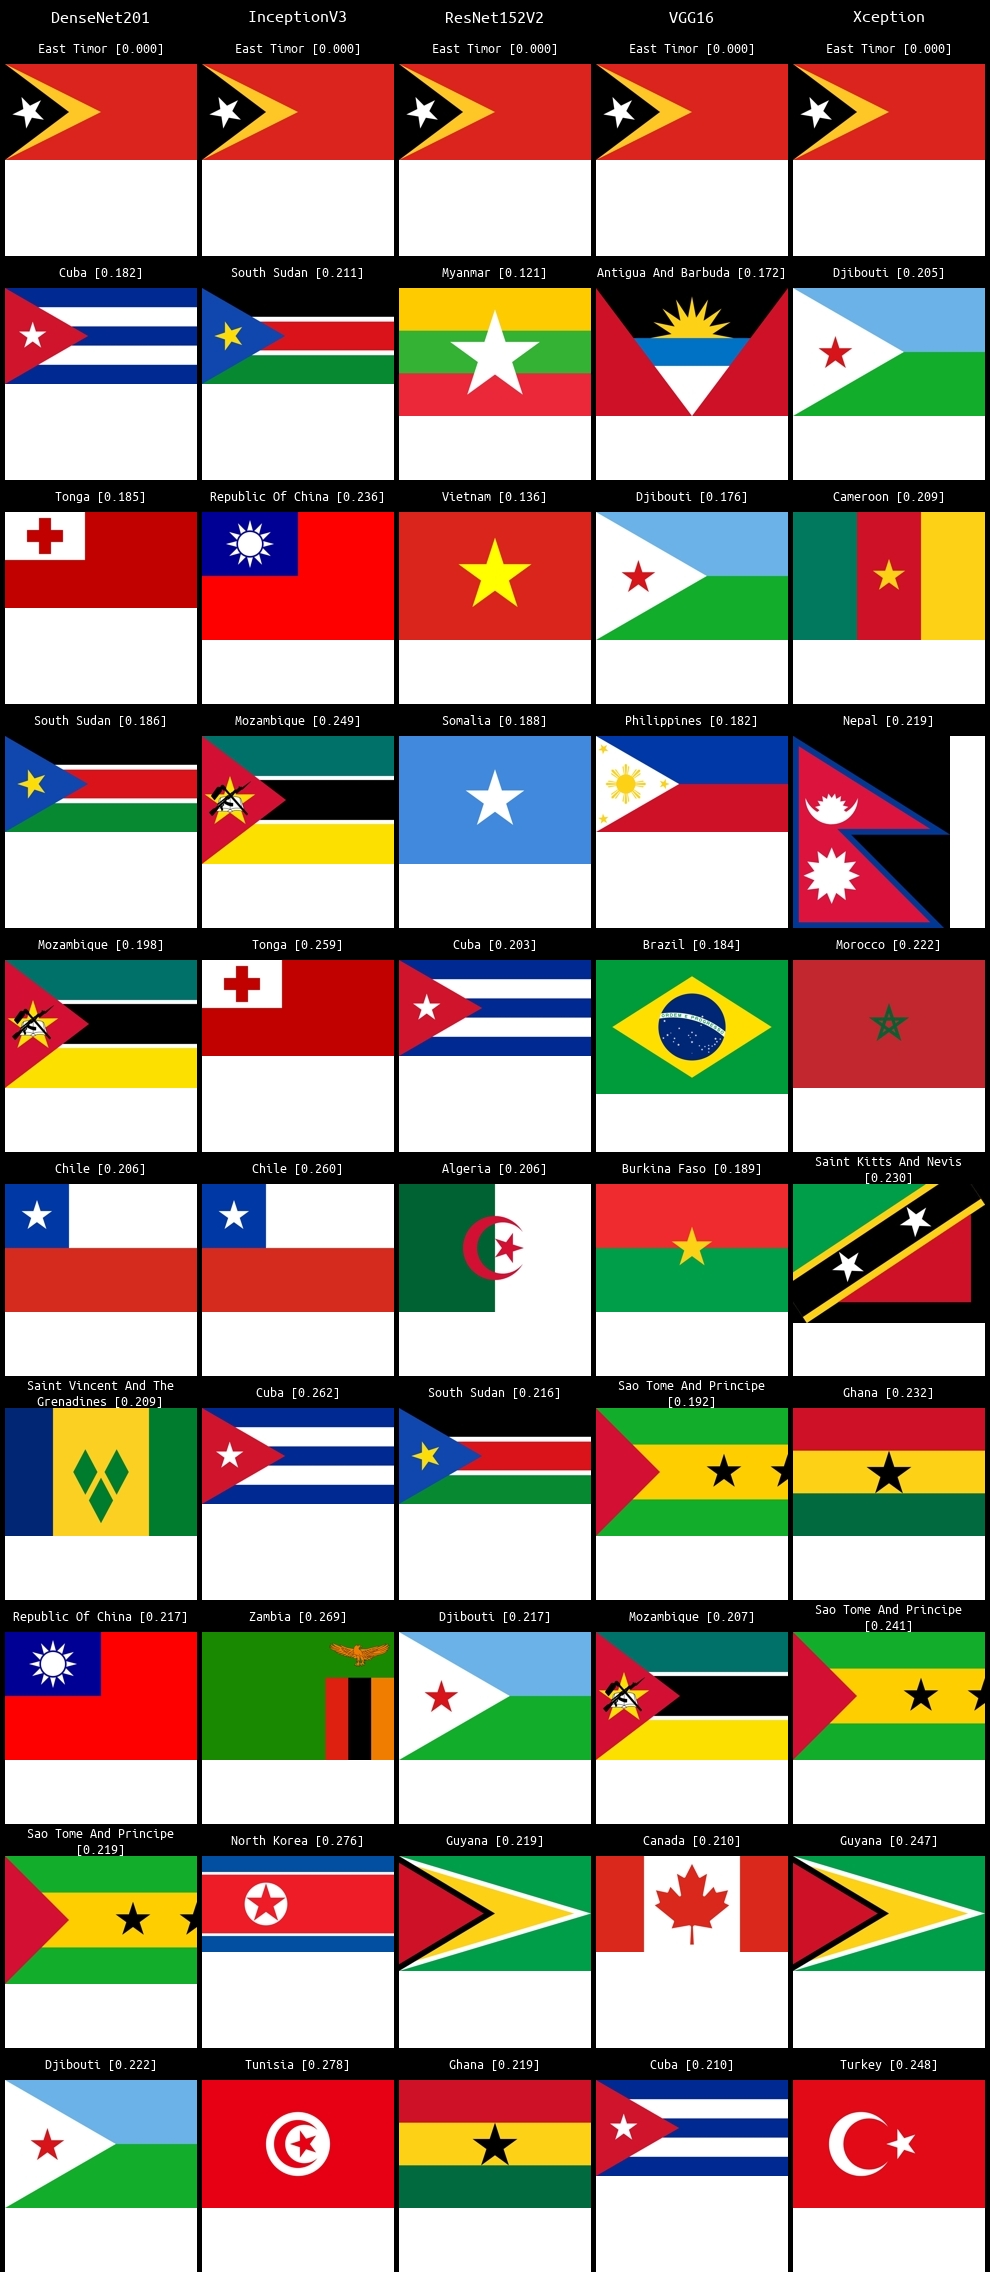 DenseNet201 InceptionV3 ResNet152V2 VGG16 Xception
East Timor [0.000] East Timor [0.000] East Timor [0.000] East Timor [0.000] East Timor [0.000]
Cuba [0.182] South Sudan [0.211] Myanmar [0.121] Antigua And Barbuda [0.172] Djibouti [0.205]
Tonga [0.185] Republic Of China [0.236] Vietnam [0.136] Djibouti [0.176] Cameroon [0.209]
South Sudan [0.186] Mozambique [0.249] Somalia [0.188] Philippines [0.182] Nepal [0.219]
Mozambique [0.198] Tonga [0.259] Cuba [0.203] Brazil [0.184] Morocco [0.222]
ORDEM E PROGRESSO
Chile [0.206] Chile [0.260] Algeria [0.206] Burkina Faso [0.189] Saint Kitts And Nevis
[0.230]
Saint Vincent And The
Grenadines [0.209] Cuba [0.262] South Sudan [0.216] Sao Tome And Principe
[0.192] Ghana [0.232]
Republic Of China [0.217] Zambia [0.269] Djibouti [0.217] Mozambique [0.207] Sao Tome And Principe
[0.241]
Sao Tome And Principe
[0.219] North Korea [0.276] Guyana [0.219] Canada [0.210] Guyana [0.247]
Djibouti [0.222] Tunisia [0.278] Ghana [0.219] Cuba [0.210] Turkey [0.248]